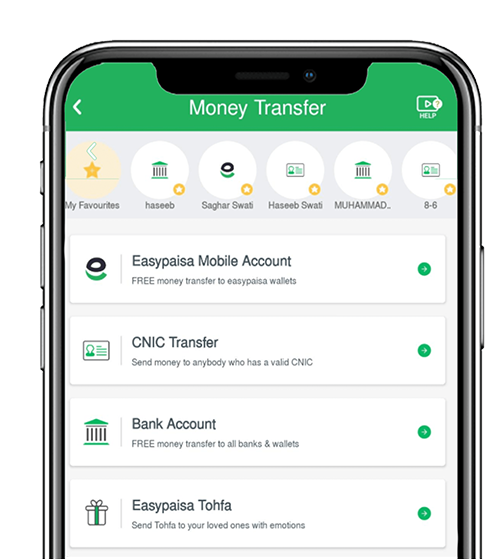 Money Transfer
HELP
My Favourites
haseeb
Saghar Swati
Haseeb Swati
MUHAMMAD..
8-6
Easypaisa Mobile Account
FREE money transfer to easypaisa wallets
CNIC Transfer
Send money to anybody who has a valid CNIC
Bank Account
FREE money transfer to all banks & wallets
Easypaisa Tohfa
Send Tohfa to your loved ones with emotions